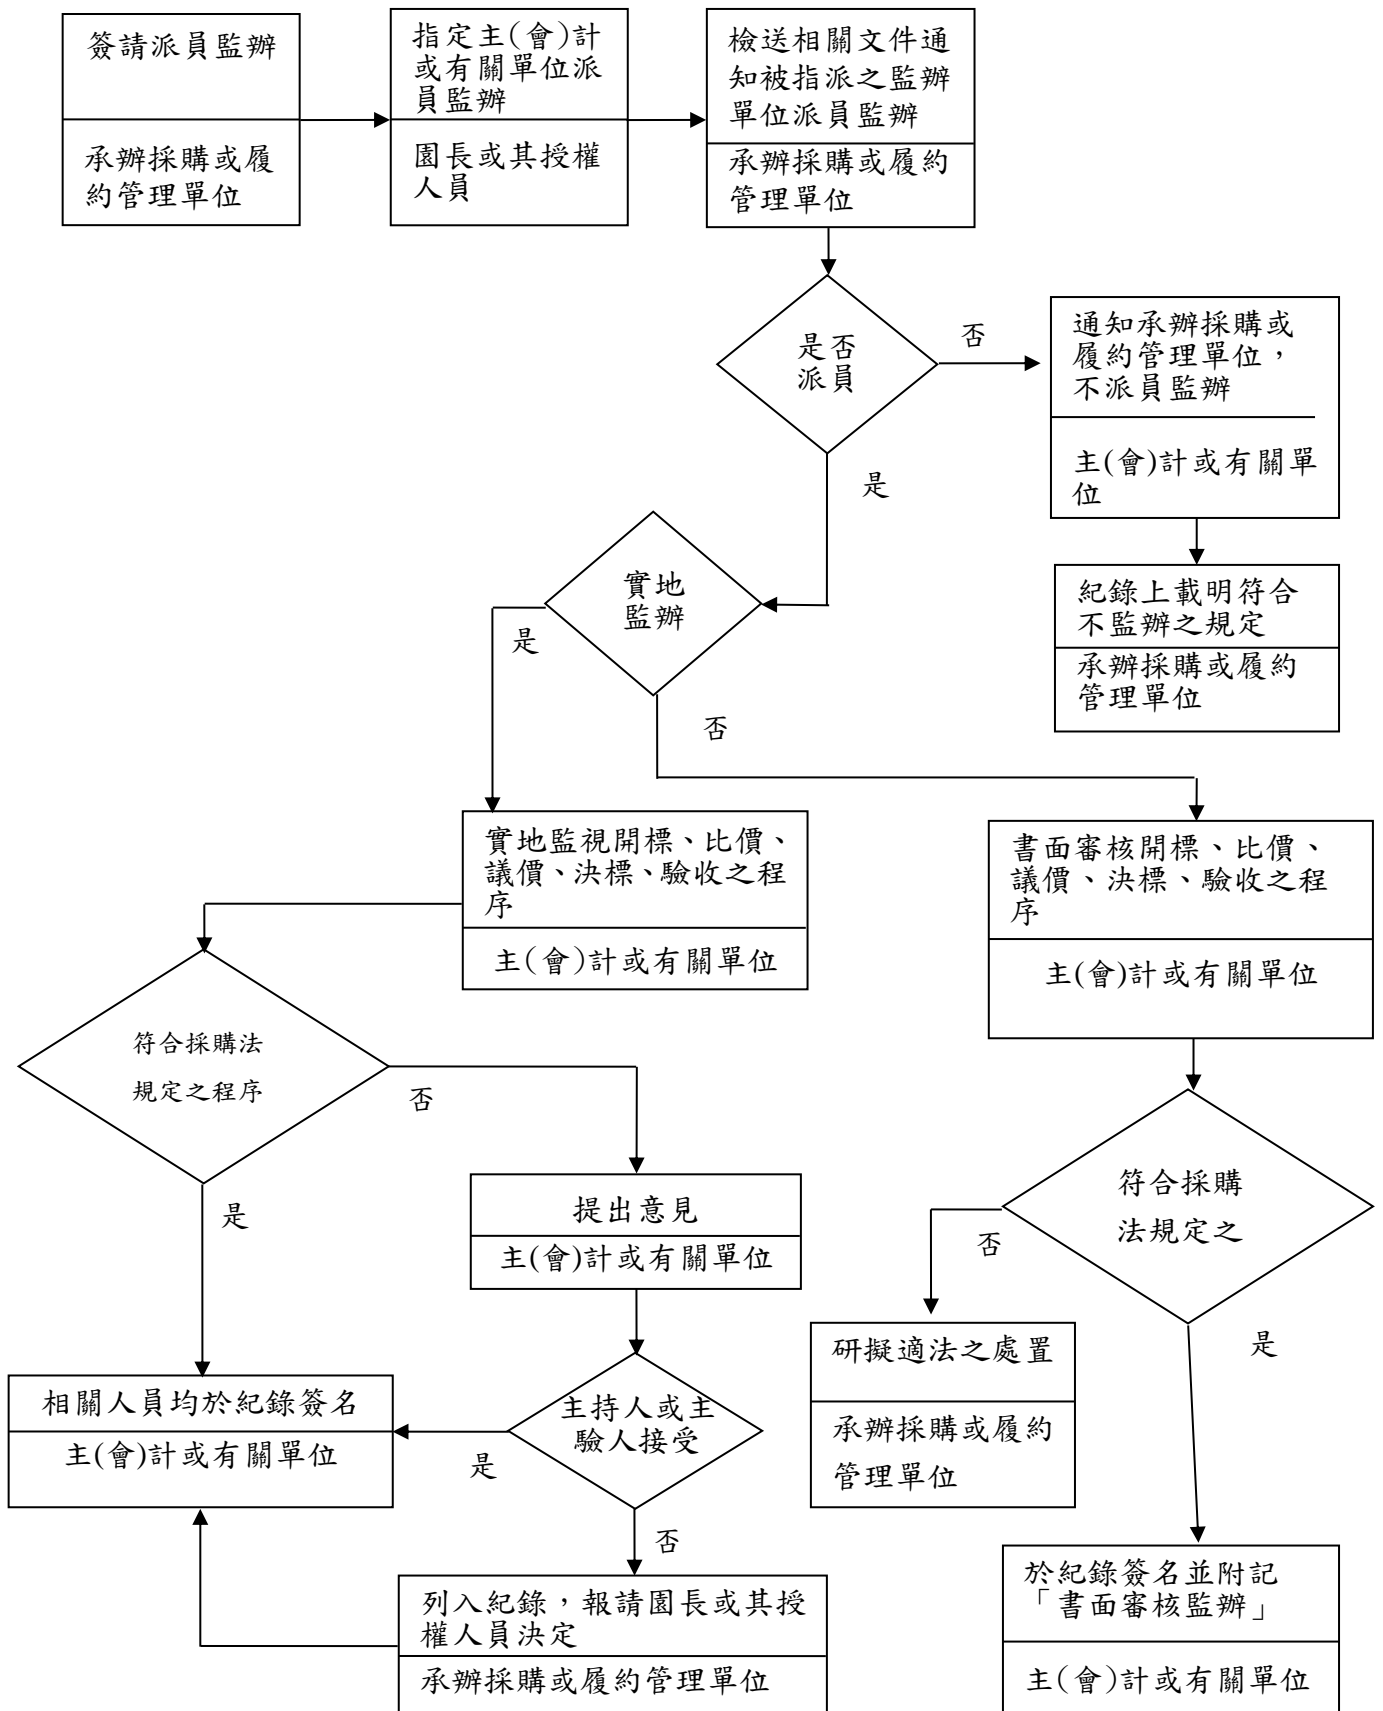 簽請派員監辦
承辦採購或履
約管理單位
指定主(會)計
或有關單位派
員監辦
園長或其授權
人員
檢送相關文件通
知被指派之監辦
單位派員監辦
承辦採購或履約
管理單位
是否
派員
否
是
通知承辦採購或
履約管理單位，
不派員監辦
主(會)計或有關單
位
紀錄上載明符合
不監辦之規定
承辦採購或履約
管理單位
實地
監辦
是
否
實地監視開標、比價、
議價、決標、驗收之程
序
主(會)計或有關單位
書面審核開標、比價、
議價、決標、驗收之程
序
主(會)計或有關單位
符合採購法
規定之程序
否
是
提出意見
主(會)計或有關單位
符合採購
法規定之
否
是
研擬適法之處置
承辦採購或履約
管理單位
相關人員均於紀錄簽名
主(會)計或有關單位
主持人或主
驗人接受
是
否
列入紀錄，報請園長或其授
權人員決定
承辦採購或履約管理單位
於紀錄簽名並附記
「書面審核監辦」
主(會)計或有關單位